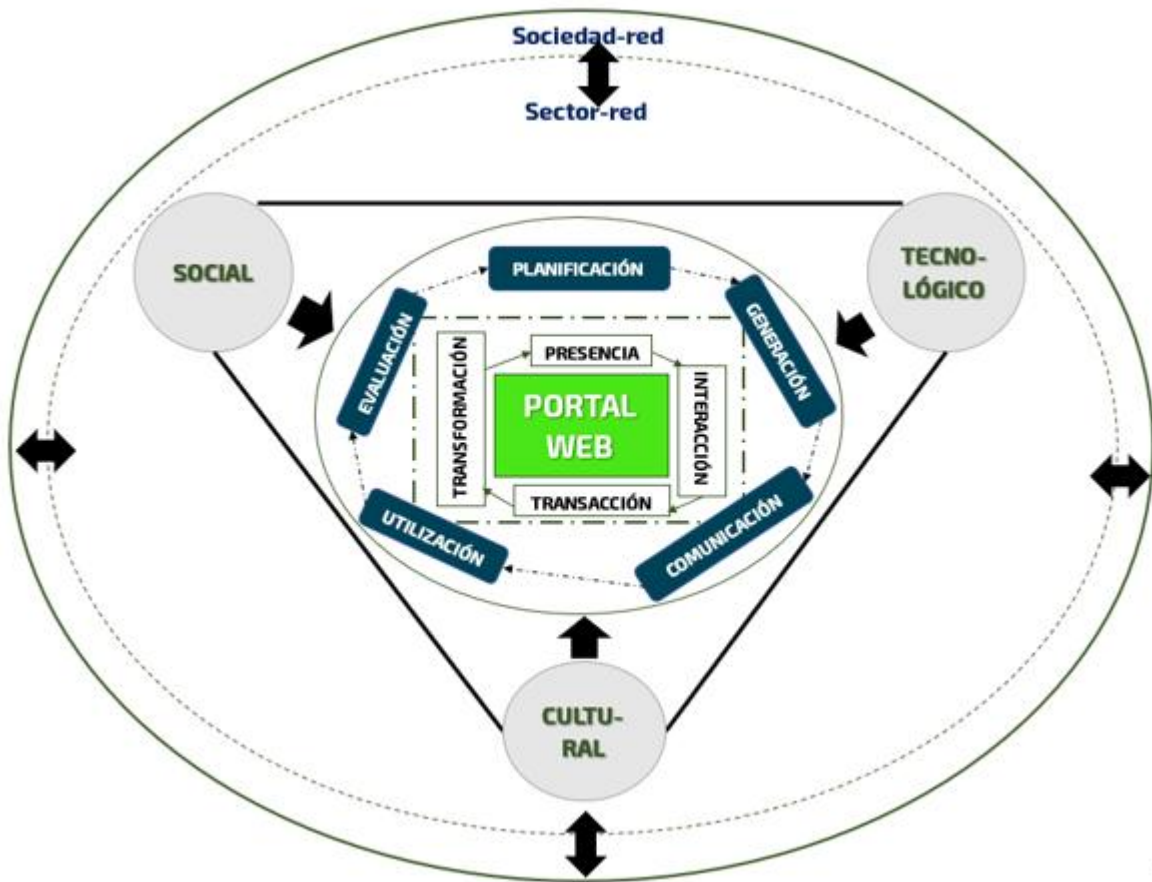 Sociedad-red
Sector-red
SOCIAL
TECNO-
LÓGICO
PLANIFICACIÓN
GENERACIÓN
EVALUACIÓN
TRANSFORMACIÓN
PRESENCIA
INTERACCIÓN
PORTAL
WEB
TRANSACCIÓN
UTILIZACIÓN
COMUNICACIÓN
CULTU-
RAL